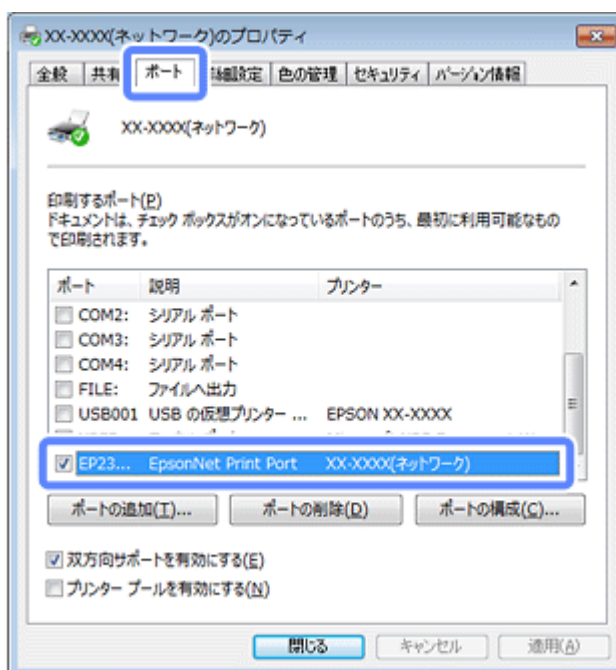 XX-XXXX(ネットワーク)のプロパティ
全般 共有 ポート 詳細設定 色の管理 セキュリティ バージョン情報
XX-XXXX(ネットワーク)
印刷するポート(P)
ドキュメントは、チェック ボックスがオンになっているポートのうち、最初に利用可能なもの
で印刷されます。
ポート 説明 プリンター
COM2: シリアル ポート
COM3: シリアル ポート
COM4: シリアル ポート
FILE: ファイルへ出力
USB001 USB の仮想プリンター ... EPSON XX-XXXX
EP23... EpsonNet Print Port XX-XXXX(ネットワーク)
ポートの追加(T)... ポートの削除(D) ポートの構成(C)...
双方向サポートを有効にする(E)
プリンター プールを有効にする(N)
閉じる キャンセル 適用(A)